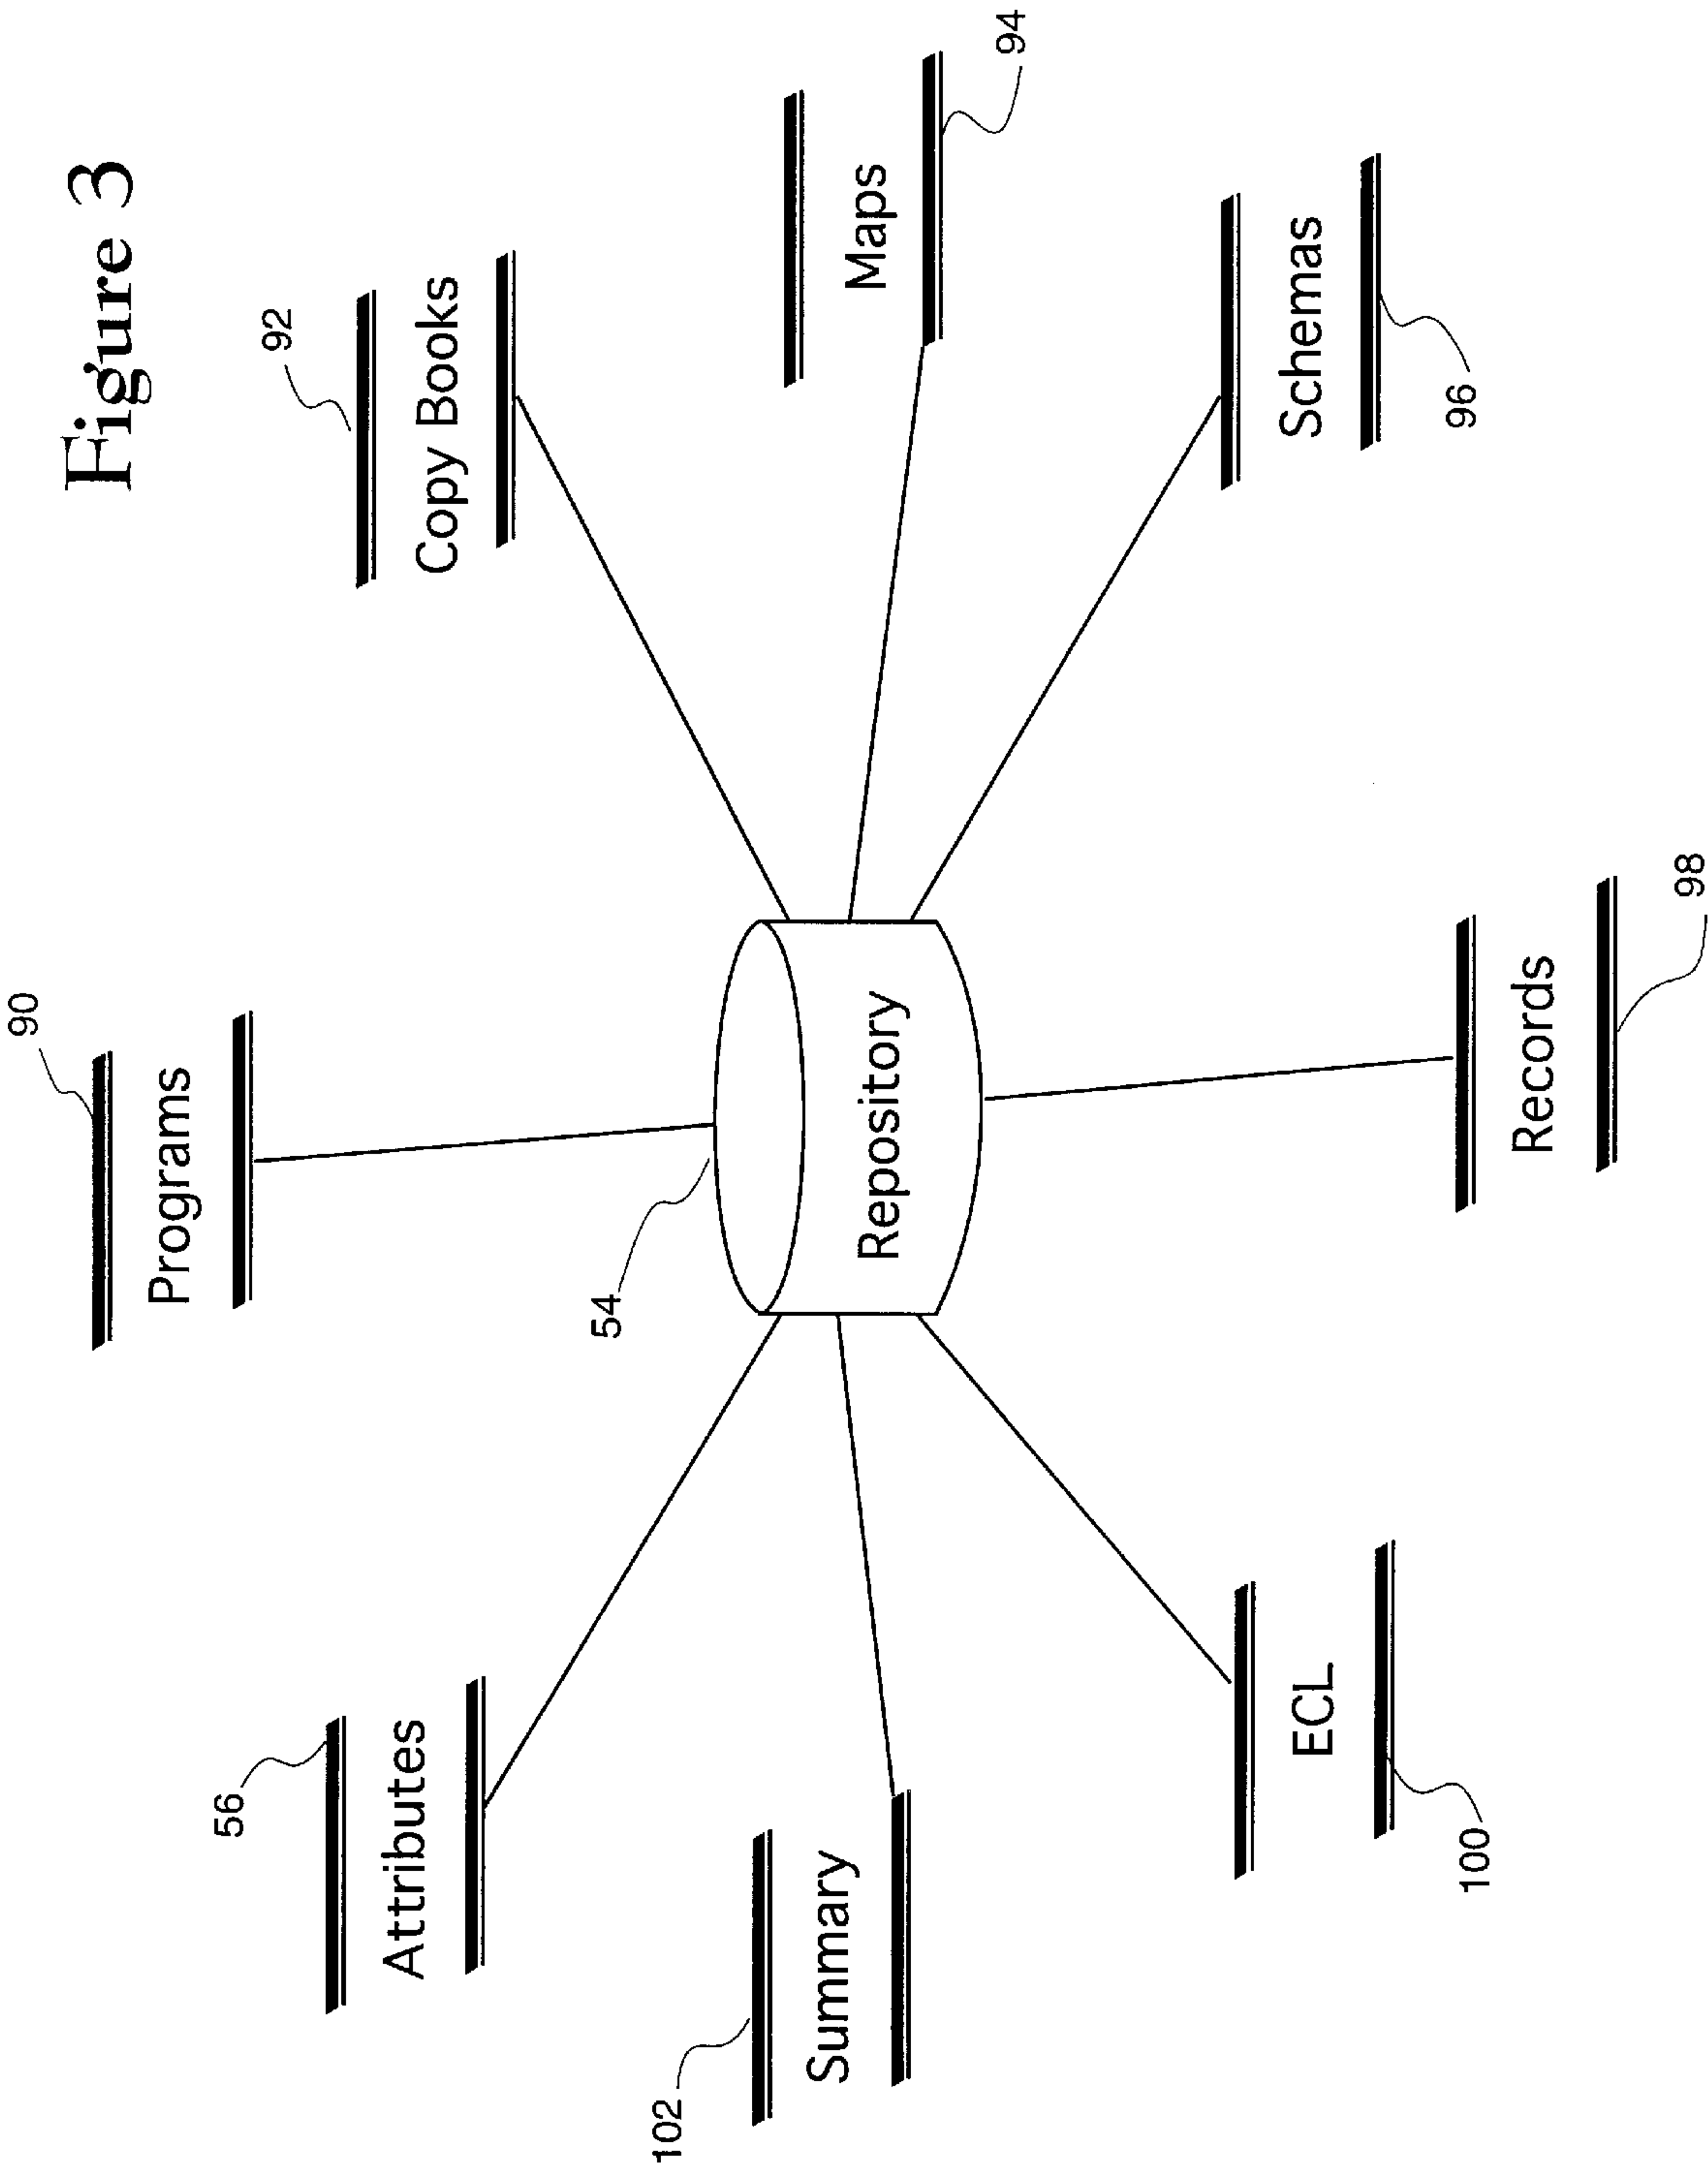 Figure 3
90
Programs
56
92
Attributes
Copy Books
54
102
Summary
Repository
Maps
94
ECL
Schemas
100
96
Records
98